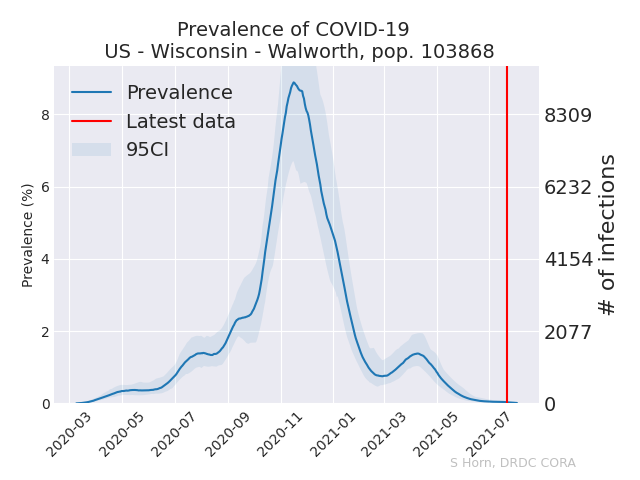 Prevalence of COVID-19
US - Wisconsin - Walworth, pop. 103868
Prevalence
Latest data
95CI
Prevalence (%)
8
6
4
2
0
8309
6232
4154
2077
0
# of infections
2020-03
2020-05
2020-07
2020-09
2020-11
2021-01
2021-03
2021-05
2021-07
S Horn, DRDC CORA